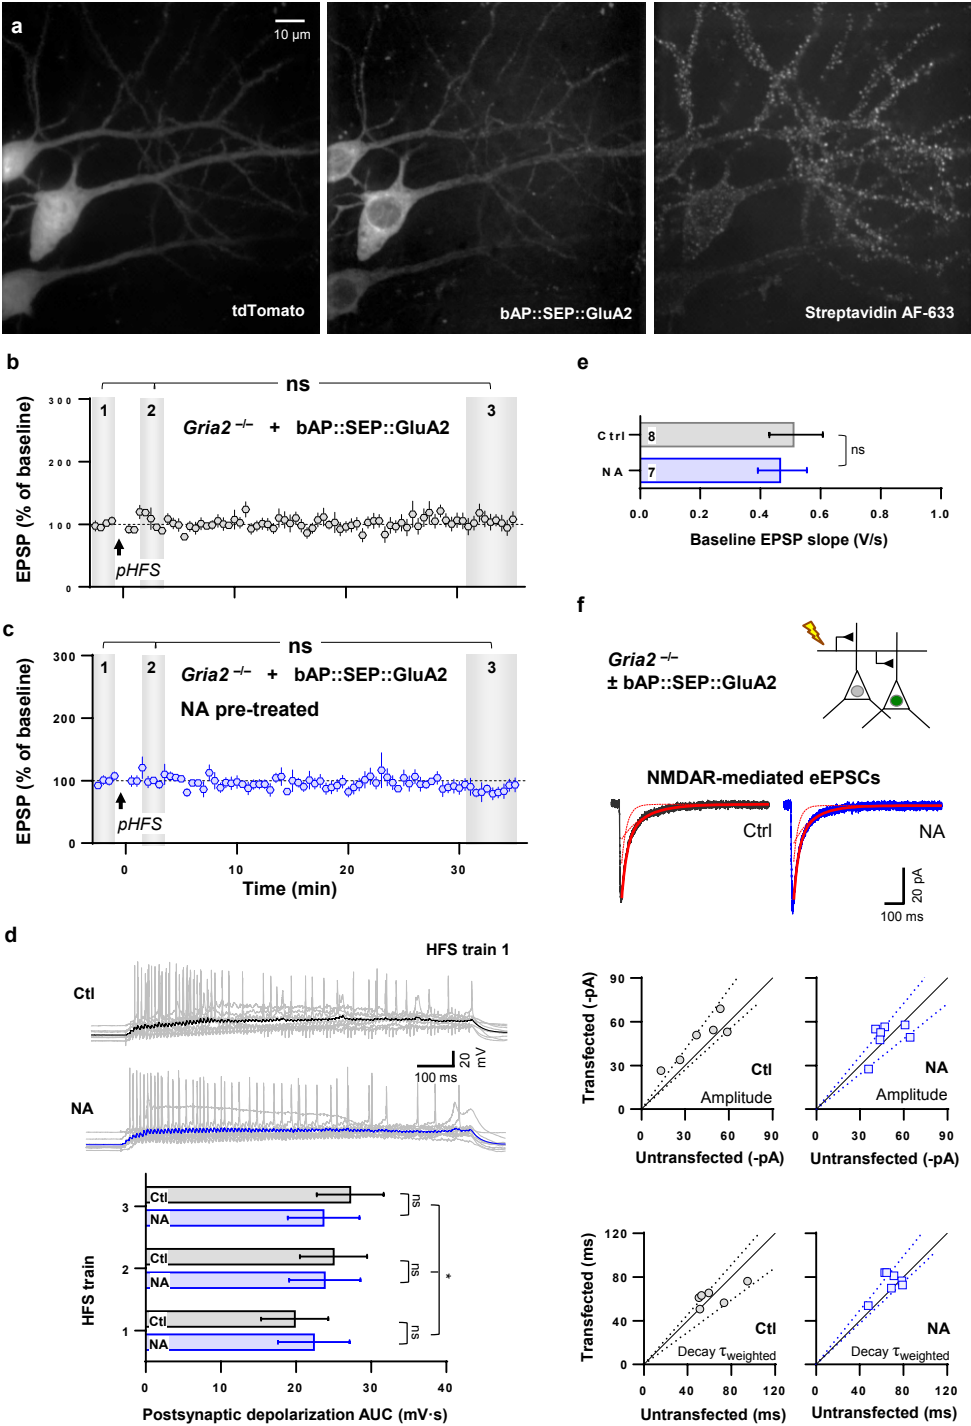 a
10 µm
tdTomato
bAP::SEP::GluA2
Streptavidin AF-633
b
ns
300
1
2
3
Gria2 –/– + bAP::SEP::GluA2
200
100
0
pHFS
EPSP (% of baseline)
c
ns
300
1
2
3
Gria2 –/– + bAP::SEP::GluA2
NA pre-treated
200
100
0
pHFS
EPSP (% of baseline)
0 10 20 30
Time (min)
d
HFS train 1
Ctl
20 mV
100 ms
NA
Ctl
NA
ns
3
Ctl
NA
ns
2
*
Ctl
NA
ns
1
HFS train
0 10 20 30 40
Postsynaptic depolarization AUC (mV·s)
e
Ctrl
8
ns
NA
7
0.0 0.2 0.4 0.6 0.8 1.0
Baseline EPSP slope (V/s)
f
Gria2 –/–
± bAP::SEP::GluA2
NMDAR-mediated eEPSCs
Ctrl
NA
20 pA
100 ms
90
60
30
0
Transfected (-pA)
Ctl
Amplitude
0 30 60 90
Untransfected (-pA)
90
60
30
0
NA
Amplitude
0 30 60 90
Untransfected (-pA)
120
80
40
0
Transfected (ms)
Ctl
Decay τweighted
0 40 80 120
Untransfected (ms)
120
80
40
0
NA
Decay τweighted
0 40 80 120
Untransfected (ms)